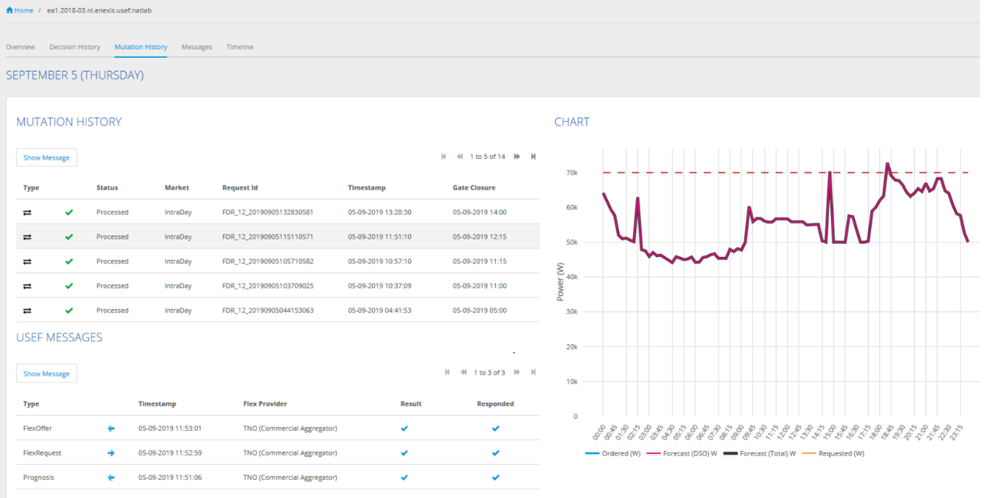 Home / ea1.2018-03.nl.enexis.usef:natlab
Overview Decision History Mutation History Messages Timeline
SEPTEMBER 5 (THURSDAY)
MUTATION HISTORY
Show Message 1 to 5 of 14
Type Status Market Request Id Timestamp Gate Closure
Processed IntraDay FDR_12_20190905132830581 05-09-2019 13:28:30 05-09-2019 14:00
Processed IntraDay FDR_12_20190905115110571 05-09-2019 11:51:10 05-09-2019 12:15
Processed IntraDay FDR_12_20190905105710582 05-09-2019 10:57:10 05-09-2019 11:15
Processed IntraDay FDR_12_20190905103709025 05-09-2019 10:37:09 05-09-2019 11:00
Processed IntraDay FDR_12_20190905044153063 05-09-2019 04:41:53 05-09-2019 05:00
USEF MESSAGES
Show Message 1 to 3 of 3
Type Timestamp Flex Provider Result Responded
FlexOffer 05-09-2019 11:53:01 TNO (Commercial Aggregator)
FlexRequest 05-09-2019 11:52:59 TNO (Commercial Aggregator)
Prognosis 05-09-2019 11:51:06 TNO (Commercial Aggregator)
CHART
Power (W)
70k
60k
50k
40k
30k
20k
10k
0
00:00 00:45 01:30 02:15 03:00 03:45 04:30 05:15 06:00 06:45 07:30 08:15 09:00 09:45 10:30 11:15 12:00 12:45 13:30 14:15 15:00 15:45 16:30 17:15 18:00 18:45 19:30 20:15 21:00 21:45 22:30 23:15
Ordered (W) Forecast (DSO) W Forecast (Total) W Requested (W)